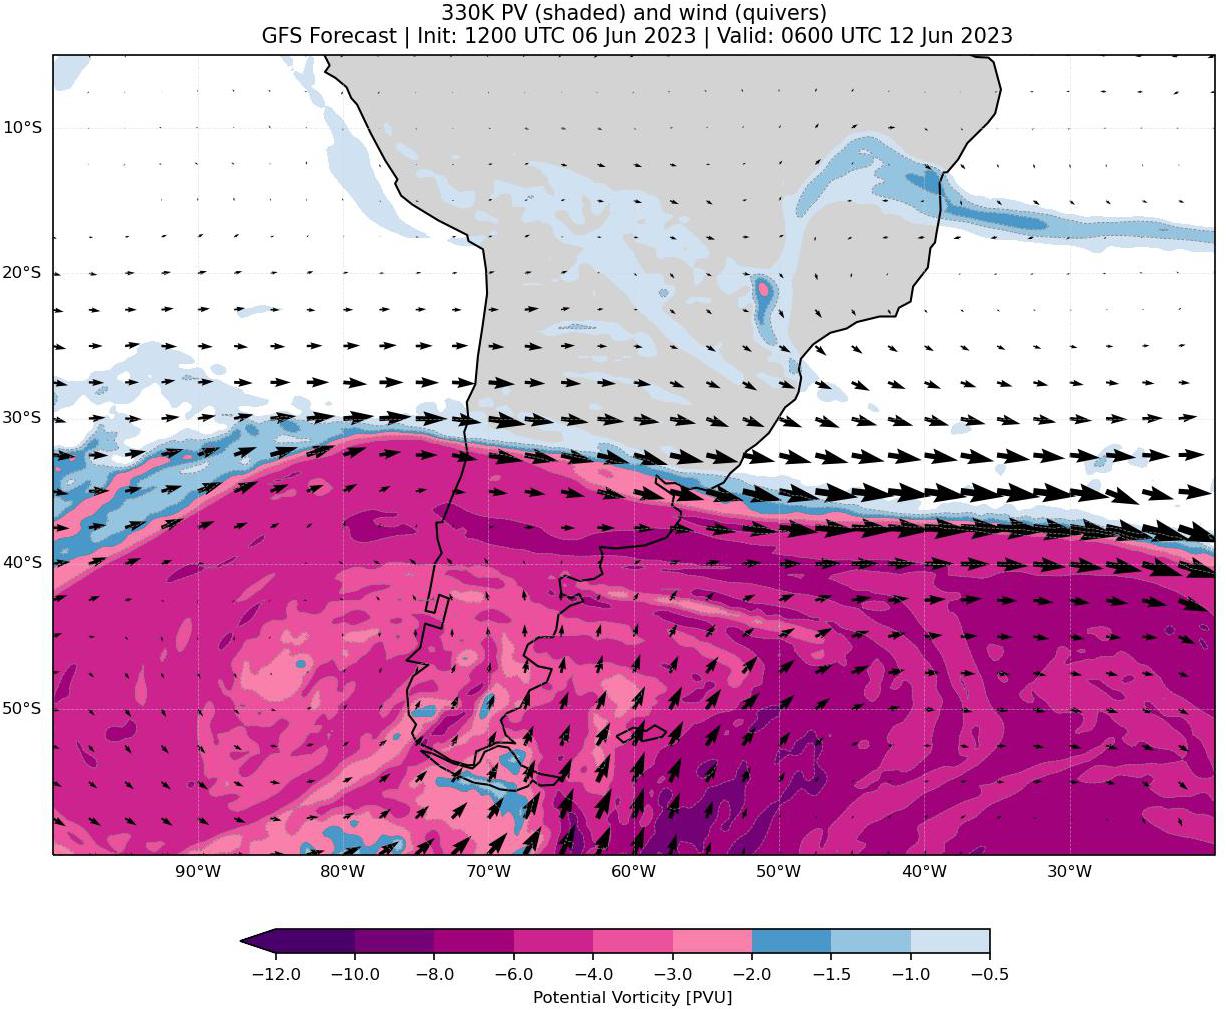 330K PV (shaded) and wind (quivers)
GFS Forecast | Init: 1200 UTC 06 Jun 2023 | Valid: 0600 UTC 12 Jun 2023
10°S
20°S
30°S
40°S
50°S
90°W 80°W 70°W 60°W 50°W 40°W 30°W
−12.0 −10.0 −8.0 −6.0 −4.0 −3.0 −2.0 −1.5 −1.0 −0.5
Potential Vorticity [PVU]